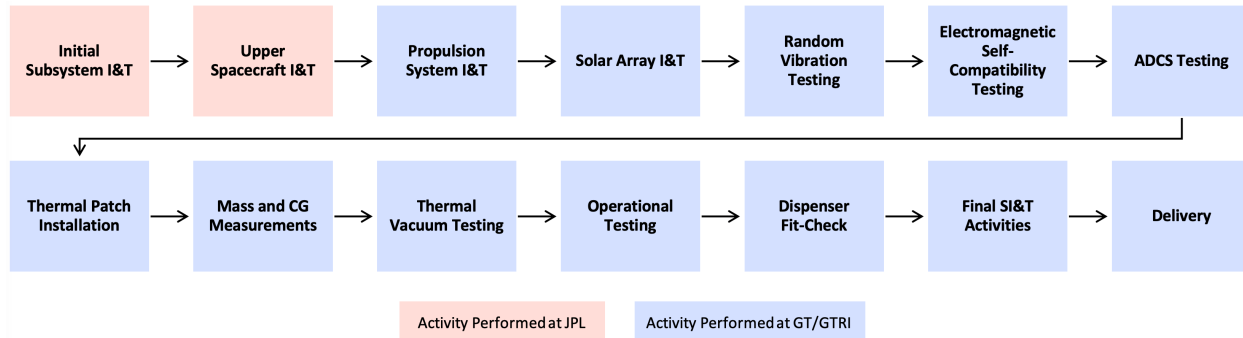 Initial
Subsystem I&T
Upper
Spacecraft I&T
Propulsion
System I&T
Solar Array I&T
Random
Vibration
Testing
Electromagnetic
Self-
Compatibility
Testing
ADCS Testing
Thermal Patch
Installation
Mass and CG
Measurements
Thermal
Vacuum Testing
Operational
Testing
Dispenser
Fit-Check
Final SI&T
Activities
Delivery
Activity Performed at JPL
Activity Performed at GT/GTRI